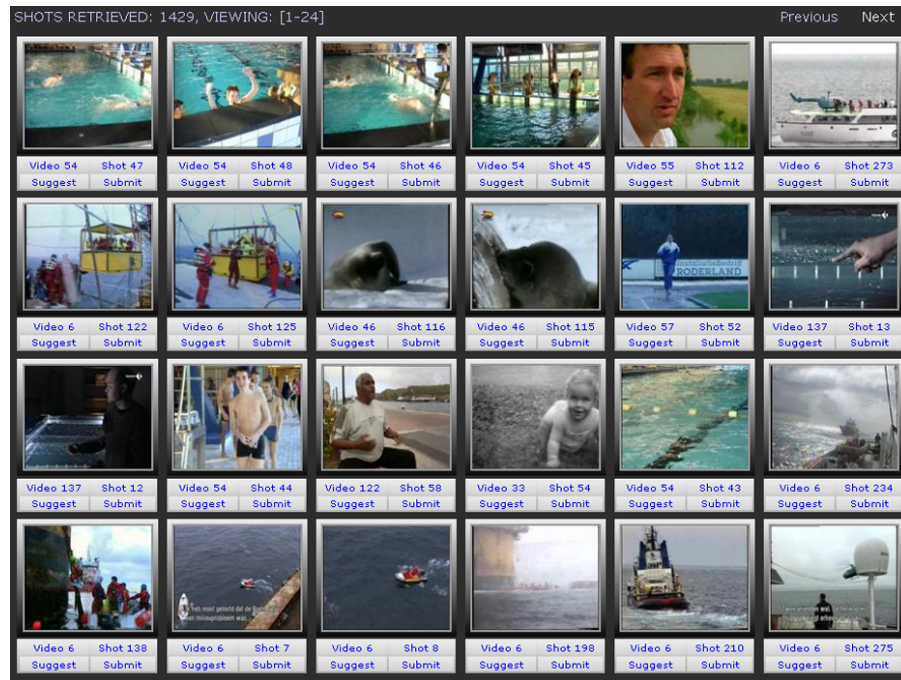 SHOTS RETRIEVED: 1429, VIEWING: [1-24] Previous Next
Video 54 Shot 47 Video 54 Shot 48 Video 54 Shot 46 Video 54 Shot 45 Video 55 Shot 112 Video 6 Shot 273
Suggest Submit Suggest Submit Suggest Submit Suggest Submit Suggest Submit Suggest Submit
RODERLAND
Video 6 Shot 122 Video 6 Shot 125 Video 46 Shot 116 Video 46 Shot 115 Video 57 Shot 52 Video 137 Shot 13
Suggest Submit Suggest Submit Suggest Submit Suggest Submit Suggest Submit Suggest Submit
Video 137 Shot 12 Video 54 Shot 44 Video 122 Shot 58 Video 33 Shot 54 Video 54 Shot 43 Video 6 Shot 234
Suggest Submit Suggest Submit Suggest Submit Suggest Submit Suggest Submit Suggest Submit
heb nooit geloofd dat de
een milieuprobleem was
Video 6 Shot 138 Video 6 Shot 7 Video 6 Shot 8 Video 6 Shot 198 Video 6 Shot 210 Video 6 Shot 275
Suggest Submit Suggest Submit Suggest Submit Suggest Submit Suggest Submit Suggest Submit